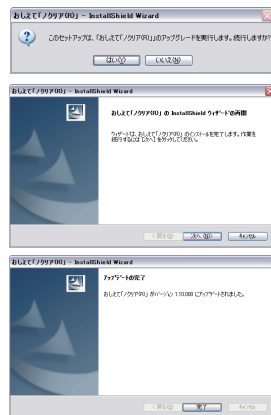 おしえて「ノクリア(R)」 - InstallShield Wizard
このセットアップは、「おしえて「ノクリア(R)」」のアップグレードを実行します。続行しますか?
はい(Y)
いいえ(N)
おしえて「ノクリア(R)」 - InstallShield Wizard
おしえて「ノクリア(R)」 の InstallShield ウィザードの再開
ウィザードは、おしえて「ノクリア(R)」 のインストールを完了します。作業を
続行するには [次へ] をクリックしてください。
< 戻る(B)
次へ(N)>
キャンセル
おしえて「ノクリア(R)」 - InstallShield Wizard
アップデートの完了
おしえて「ノクリア(R)」 がバージョン 1.10.000 にアップデートされました。
< 戻る(B)
完了
キャンセル